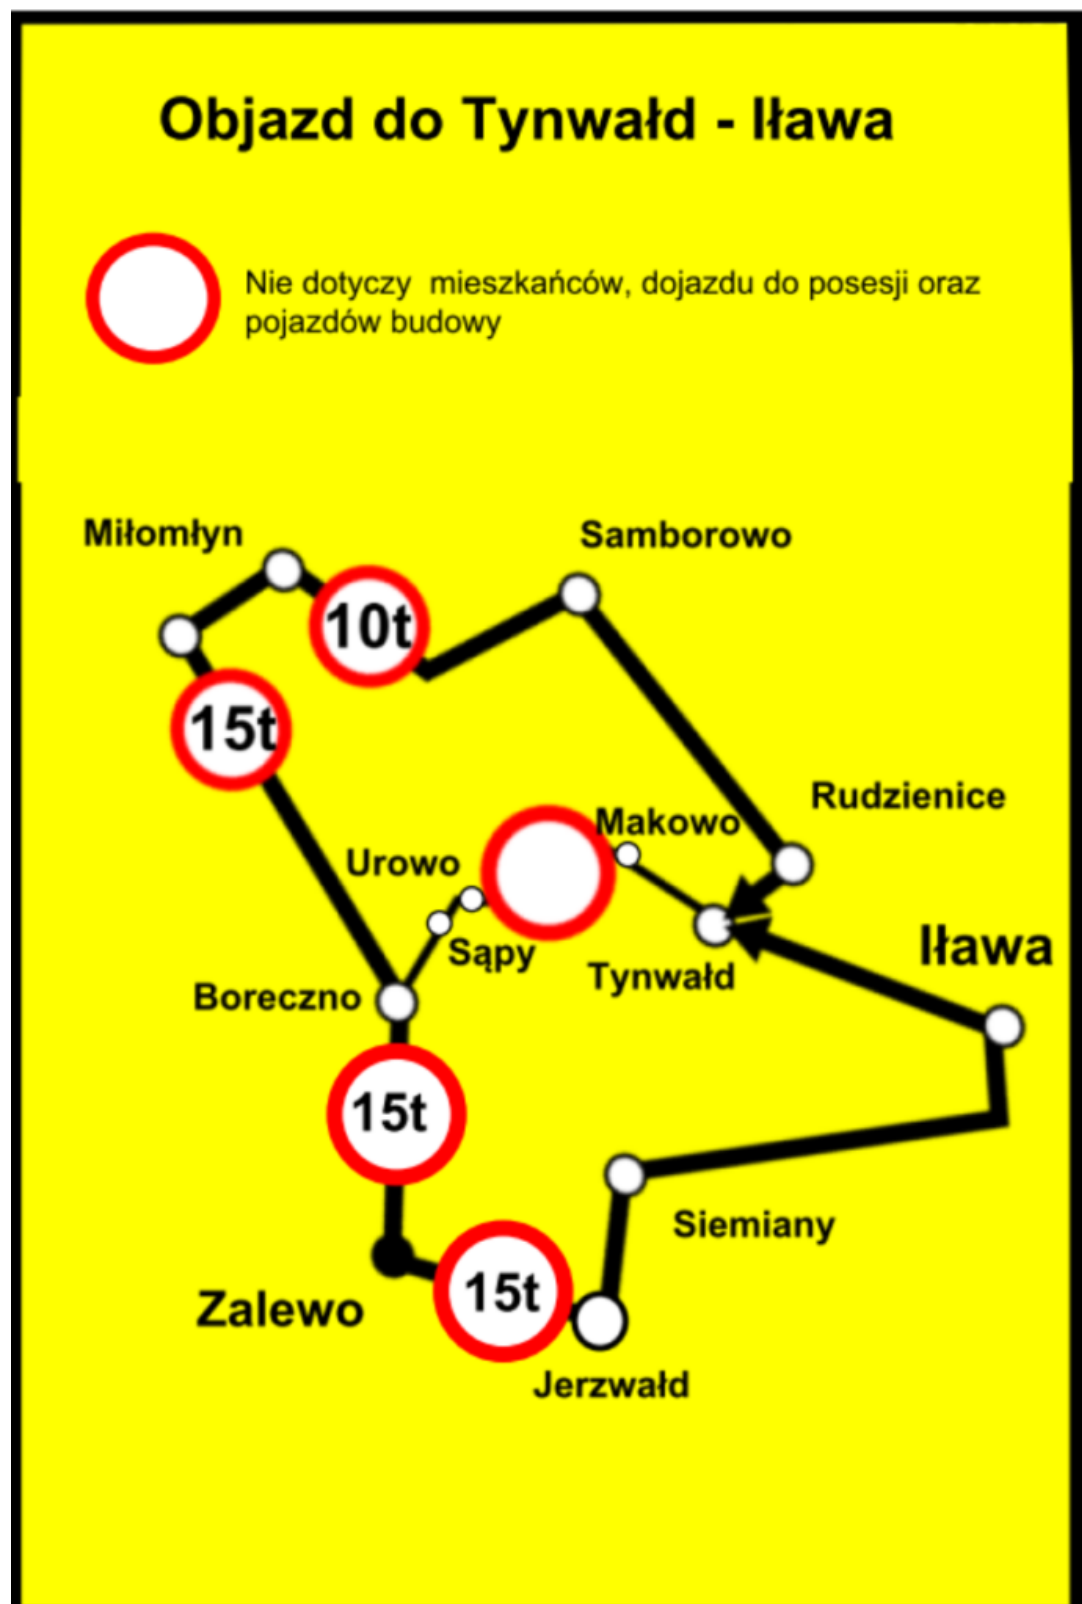 Objazd do Tynwałd - Iława
Nie dotyczy mieszkańców, dojazdu do posesji oraz
pojazdów budowy
Miłomłyn
Samborowo
10t
15t
Rudzienice
Makowo
Urowo
Iława
Sąpy
Tynwałd
Boreczno
15t
Siemiany
15t
Zalewo
Jerzwałd